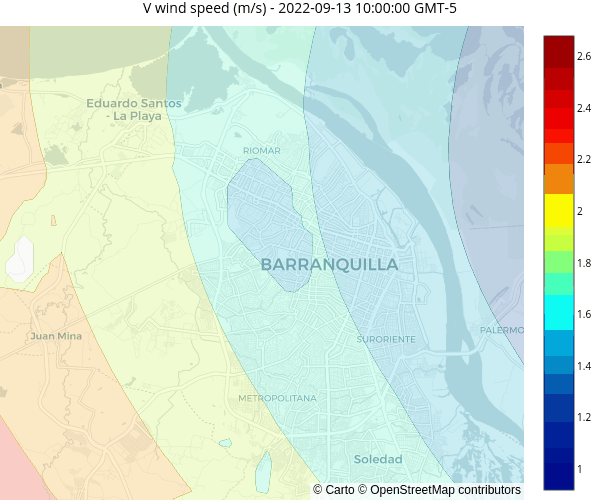 V wind speed (m/s) - 2022-09-13 10:00:00 GMT-5
Eduardo Santos
- La Playa
RIOMAR
BARRANQUILLA
Juan Mina
SURORIENTE
PALERMO
METROPOLITANA
Soledad
© Carto © OpenStreetMap contributors
2.6
2.4
2.2
2
1.8
1.6
1.4
1.2
1